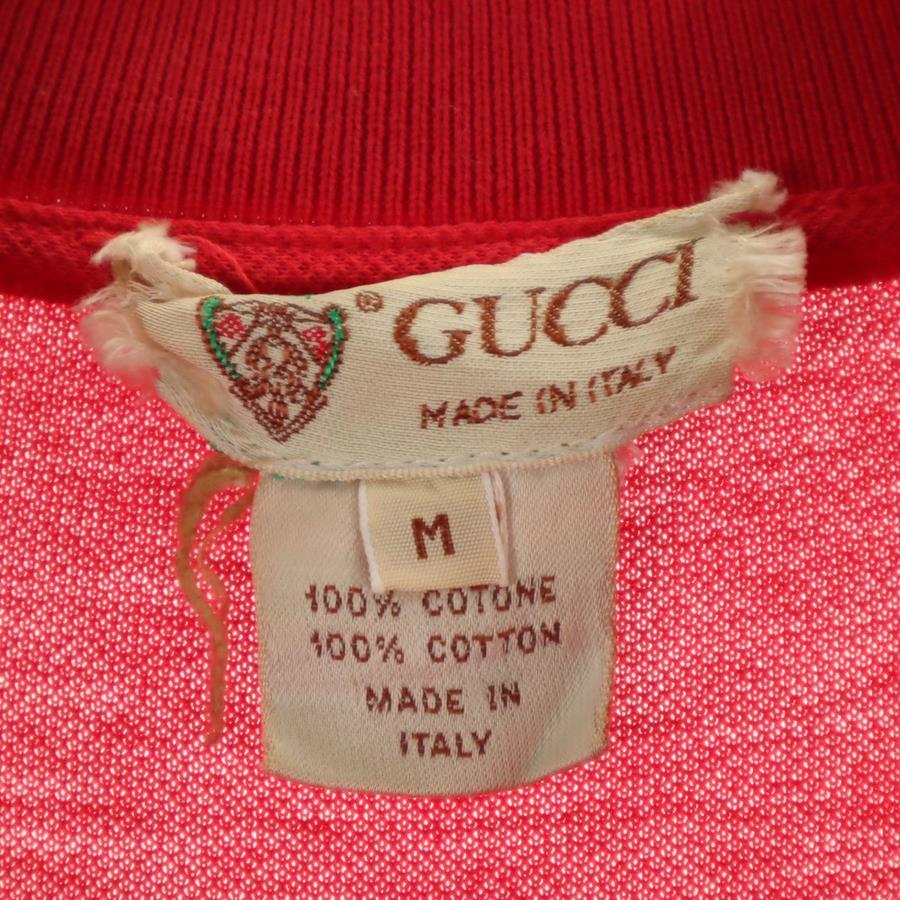 ® GUCCI
MADE IN ITALY
M
100% COTONE
100% COTTON
MADE IN
ITALY